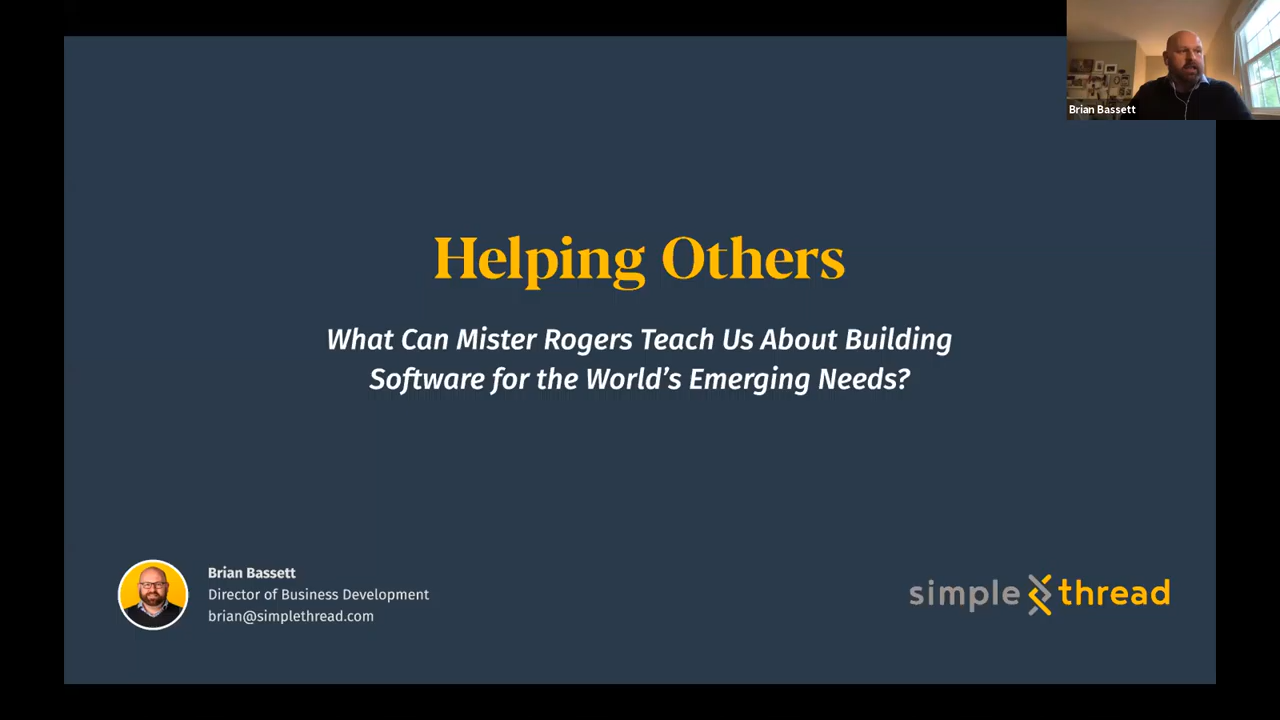 Brian Bassett
Helping Others
What Can Mister Rogers Teach Us About Building
Software for the World’s Emerging Needs?
Brian Bassett
Director of Business Development
brian@simplethread.com
simple thread